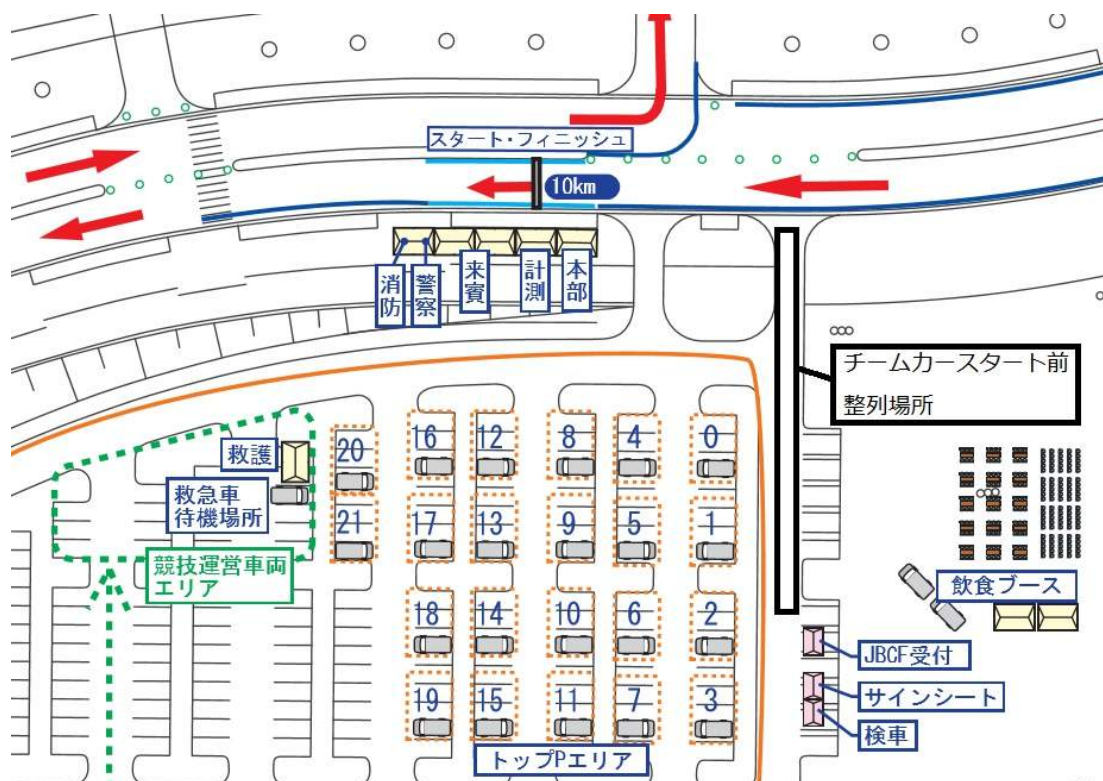 スタート・フィニッシュ
10km
消防
警察
来賓
計測
本部
チームカースタート前
整列場所
救護
救急車
待機場所
競技運営車両
エリア
20
16
12
8
4
0
21
17
13
9
5
1
18
14
10
6
2
19
15
11
7
3
トップPエリア
飲食ブース
JBCF受付
サインシート
検車